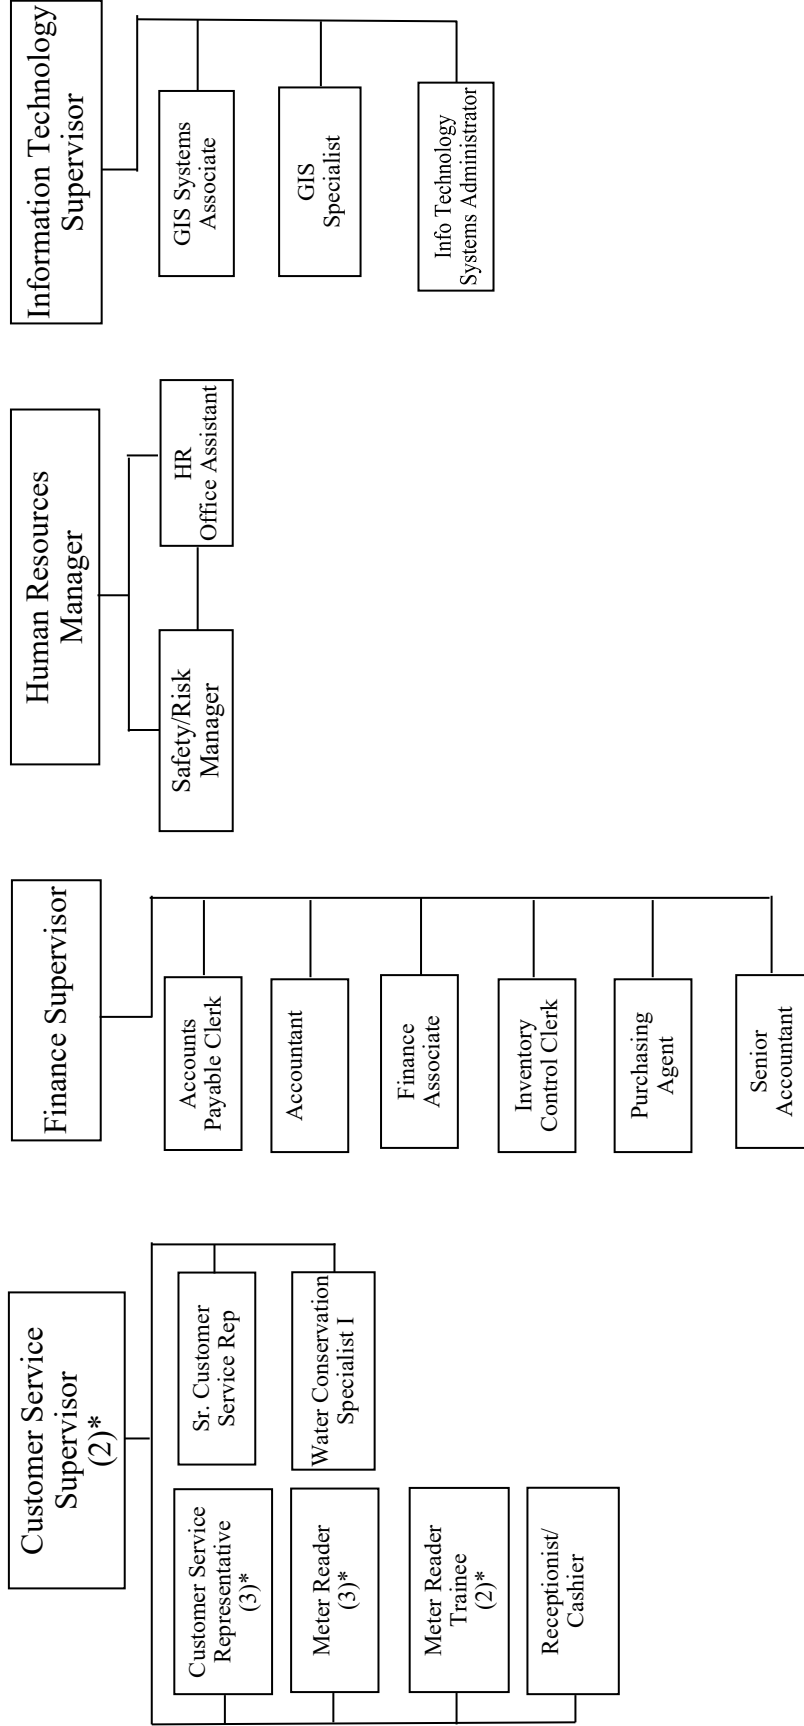 Customer Service
Supervisor
(2)*
Customer Service
Representative
(3)*
Meter Reader
(3)*
Meter Reader
Trainee
(2)*
Receptionist/
Cashier
Sr. Customer
Service Rep
Water Conservation
Specialist I
Finance Supervisor
Accounts
Payable Clerk
Accountant
Finance
Associate
Inventory
Control Clerk
Purchasing
Agent
Senior
Accountant
Human Resources
Manager
Safety/Risk
Manager
HR
Office Assistant
Information Technology
Supervisor
GIS Systems
Associate
GIS
Specialist
Info Technology
Systems Administrator